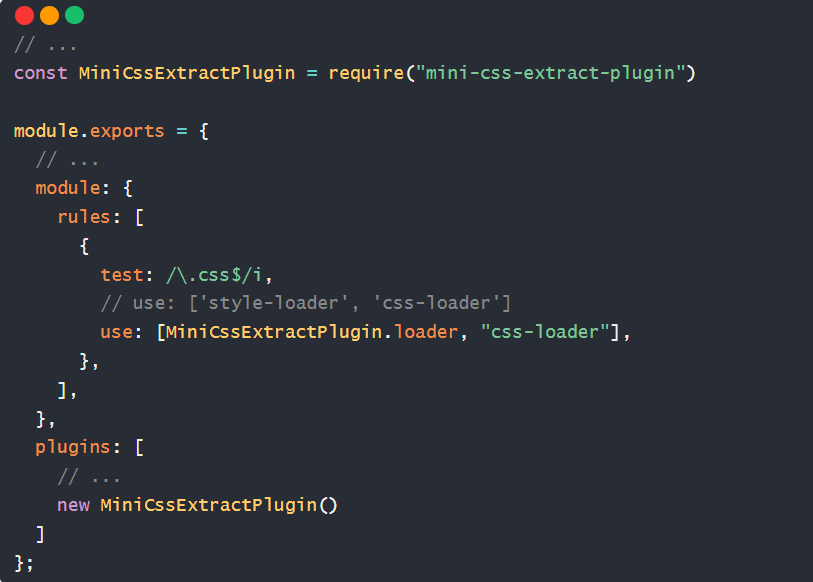 // ...
const MiniCssExtractPlugin = require("mini-css-extract-plugin")

module.exports = {
  // ...
  module: {
    rules: [
      {
        test: /\.css$/i,
        // use: ['style-loader', 'css-loader']
        use: [MiniCssExtractPlugin.loader, "css-loader"],
      },
    ],
  },
  plugins: [
    // ...
    new MiniCssExtractPlugin()
  ]
};